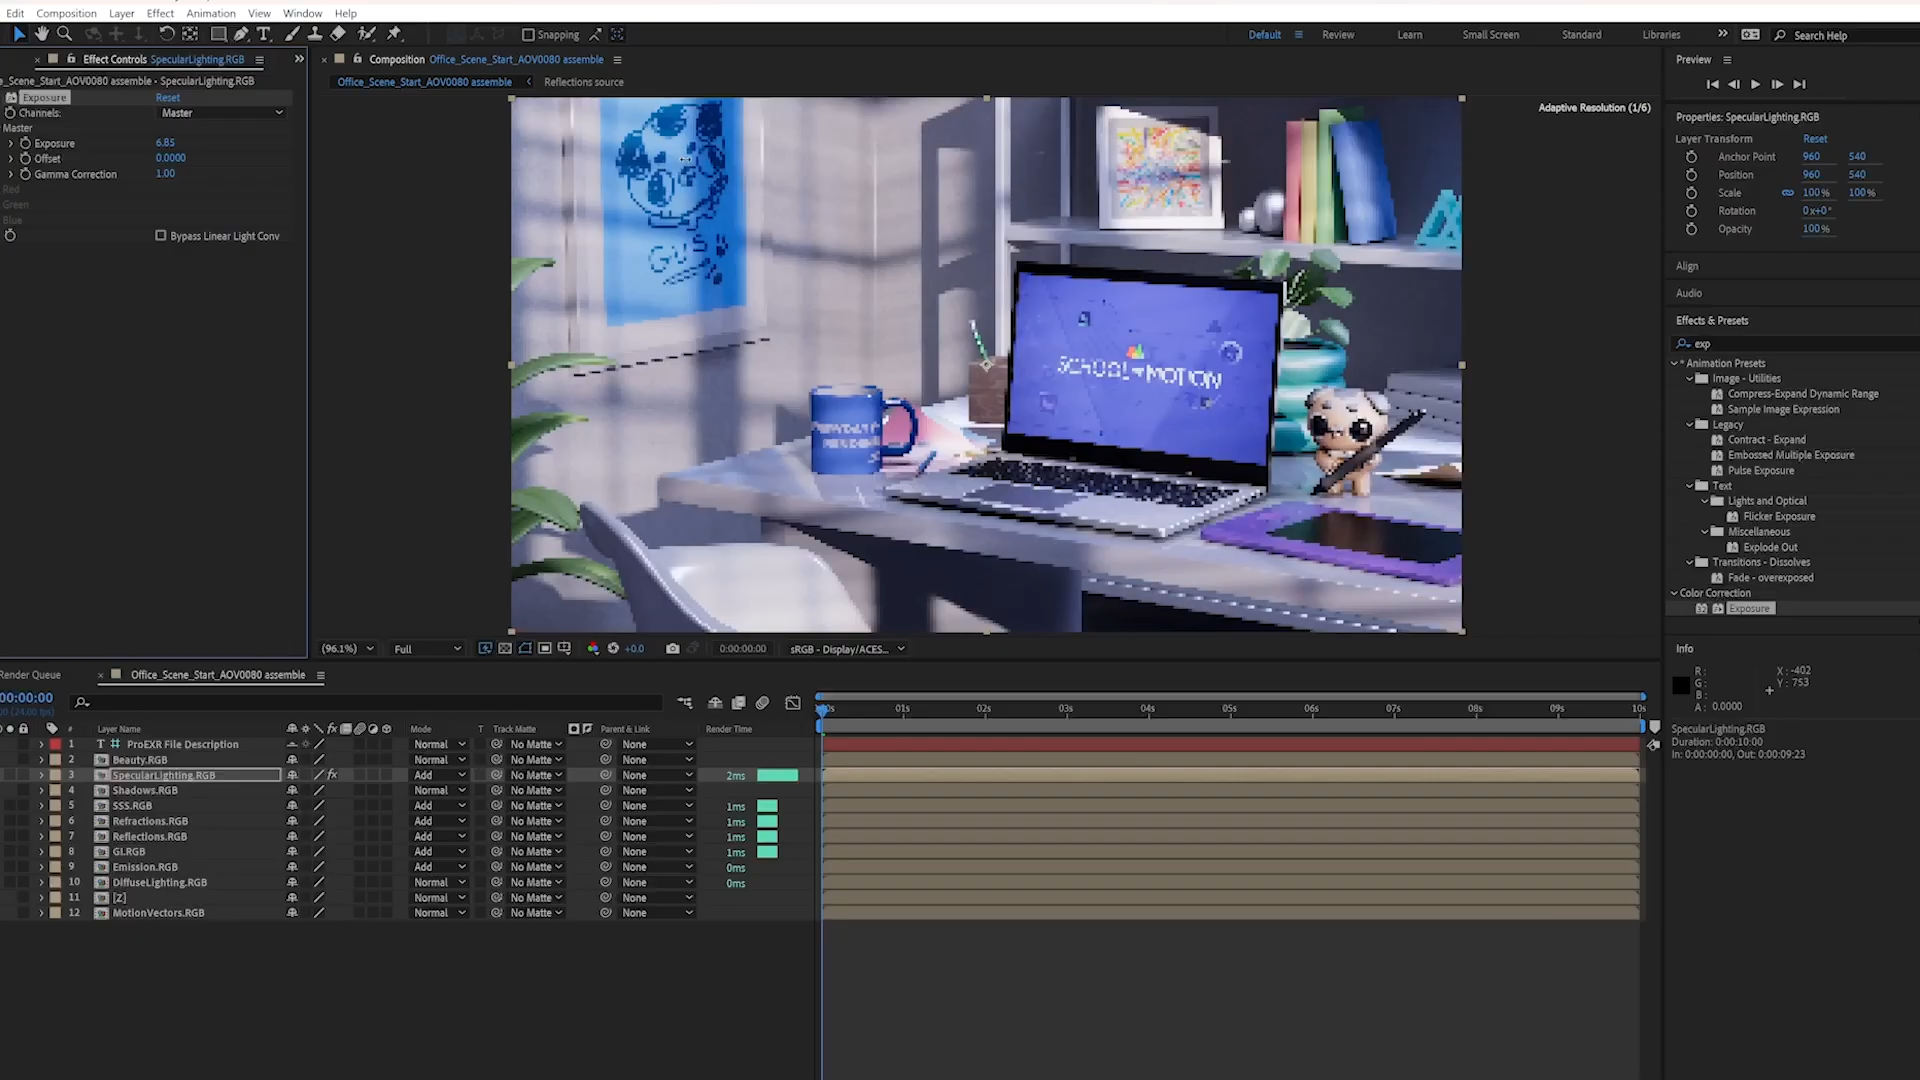 Edit Composition Layer Effect Animation View Window Help
Snapping
Default Review Learn Small Screen Standard Libraries Search Help
Effect Controls SpecularLighting.RGB
e_Scene_Start_AOV0080 assemble - SpecularLighting.RGB
Exposure Reset
Channels: Master
Master
Exposure 6.85
Offset 0.0000
Gamma Correction 1.00
Red
Green
Blue
Bypass Linear Light Conv
Composition Office_Scene_Start_AOV0080 assemble
Office_Scene_Start_AOV0080 assemble Reflections source
Adaptive Resolution (1/6)
SCHOOL MOTION
(96.1%) Full +0.0 0:00:00:00 sRGB - Display/ACES...
Preview
Properties: SpecularLighting.RGB
Layer Transform Reset
Anchor Point 960 540
Position 960 540
Scale 100% 100%
Rotation 0x+0°
Opacity 100%
Align
Audio
Effects & Presets
exp
* Animation Presets
Image - Utilities
Compress-Expand Dynamic Range
Sample Image Expression
Legacy
Contract - Expand
Embossed Multiple Exposure
Pulse Exposure
Text
Lights and Optical
Flicker Exposure
Miscellaneous
Explode Out
Transitions - Dissolves
Fade - overexposed
Color Correction
32 Exposure
Info
R: X: -402
G: Y: 753
B:
A: 0.0000
SpecularLighting.RGB
Duration: 0:00:10:00
In: 0:00:00:00, Out: 0:00:09:23
Render Queue Office_Scene_Start_AOV0080 assemble
00:00:00
(24.00 fps)
# Layer Name fx Mode T Track Matte Parent & Link Render Time
01s 02s 03s 04s 05s 06s 07s 08s 09s 10s
1 T ProEXR File Description Normal No Matte None
2 Beauty.RGB Normal No Matte None
3 SpecularLighting.RGB fx Add No Matte None 2ms
4 Shadows.RGB Normal No Matte None
5 SSS.RGB Add No Matte None 1ms
6 Refractions.RGB Add No Matte None 1ms
7 Reflections.RGB Add No Matte None 1ms
8 GI.RGB Add No Matte None 1ms
9 Emission.RGB Add No Matte None 0ms
10 DiffuseLighting.RGB Normal No Matte None 0ms
11 [Z] Normal No Matte None
12 MotionVectors.RGB Normal No Matte None